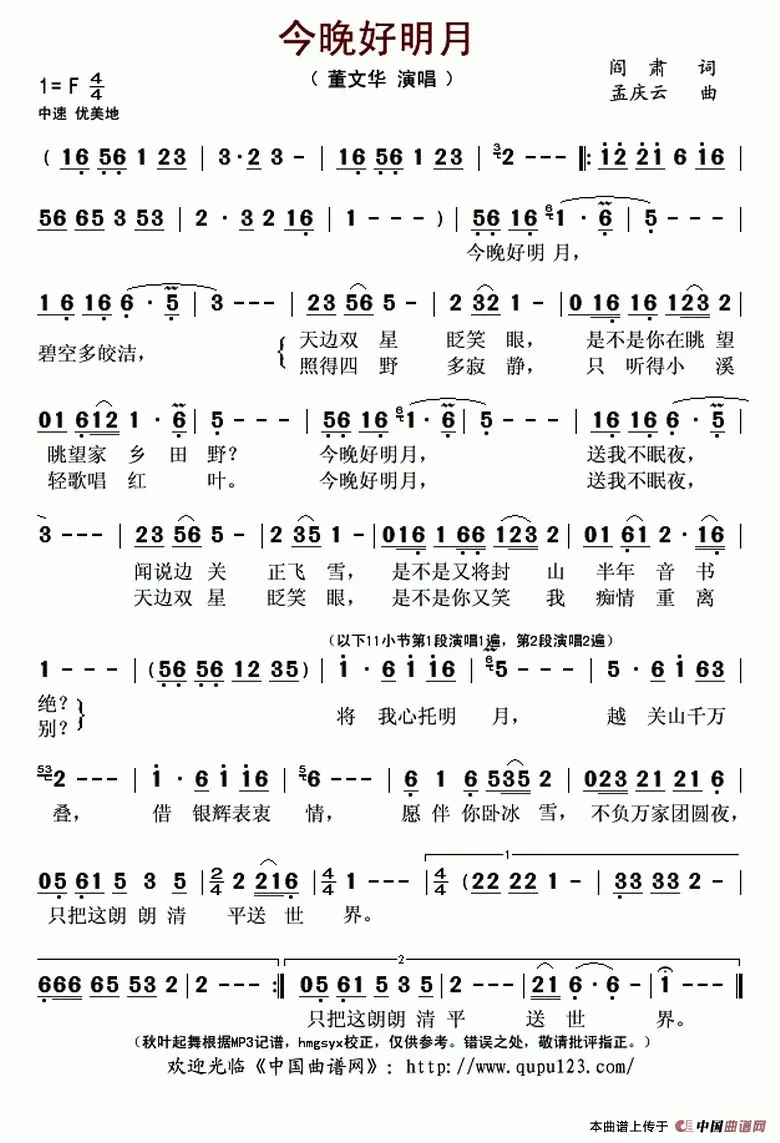 今晚好明月
（ 董文华 演唱 ）
阎 肃 词
孟庆云 曲
1= F 4/4
中速 优美地
( 16 56 1 23 | 3·2 3 - | 16 56 1 23 | 3 2 - - - |: 12 21 6 16 |
56 65 3 53 | 2 · 3 2 16 | 1 - - ) | 56 16 6 1 · 6 | 5 - - - |
今晚好明 月，
1 6 16 6 · 5 | 3 - - - | 23 56 5 - | 2 32 1 - | 0 16 16 123 2 |
碧空多皎洁，
天边双 星 眨笑 眼， 是不是你在眺 望
照得四 野 多寂 静， 只 听得小 溪
01 612 1 · 6 | 5 - - - | 56 16 6 1 · 6 | 5 - - - | 16 16 6 · 5 |
眺望家 乡 田 野？ 今晚好明月， 送我不眠夜，
轻歌唱 红 叶。 今晚好明月， 送我不眠夜，
3 - - - | 23 56 5 - | 2 35 1 - | 016 1 66 123 2 | 01 61 2 · 16 |
闻说边 关 正飞 雪， 是不是又将封 山 半年 音 书
天边双 星 眨笑 眼， 是不是你又笑 我 痴情 重 离
（以下11小节第1段演唱1遍，第2段演唱2遍）
1 - - - | (56 56 12 35) | 1 · 6 1 16 | 6 5 - - - | 5 · 6 1 63 |
绝？
别？
将 我心托明 月， 越 关山千万
53 2 - - | 1 · 6 1 16 | 5 6 - - | 6 1 6 535 2 | 023 21 21 6 |
叠， 借 银辉表衷 情， 愿 伴 你卧冰 雪， 不负万家团圆夜，
1
05 61 5 3 5 | 2/4 2 216 | 4/4 1 - - - | 4/4 (22 22 1 - | 33 33 2 - |
只把这朗 朗 清 平送 世 界。
2
666 65 53 2 | 2 - - - :| 05 61 5 3 5 | 2 - - - | 21 6 · 6 · | 1 - - - |
只把这朗朗 清 平 送 世 界。
（秋叶起舞根据MP3记谱，hmgsyx校正，仅供参考。错误之处，敬请批评指正。）
欢迎光临《中国曲谱网》：http://www.qupu123.com/
本曲谱上传于 中国曲谱网